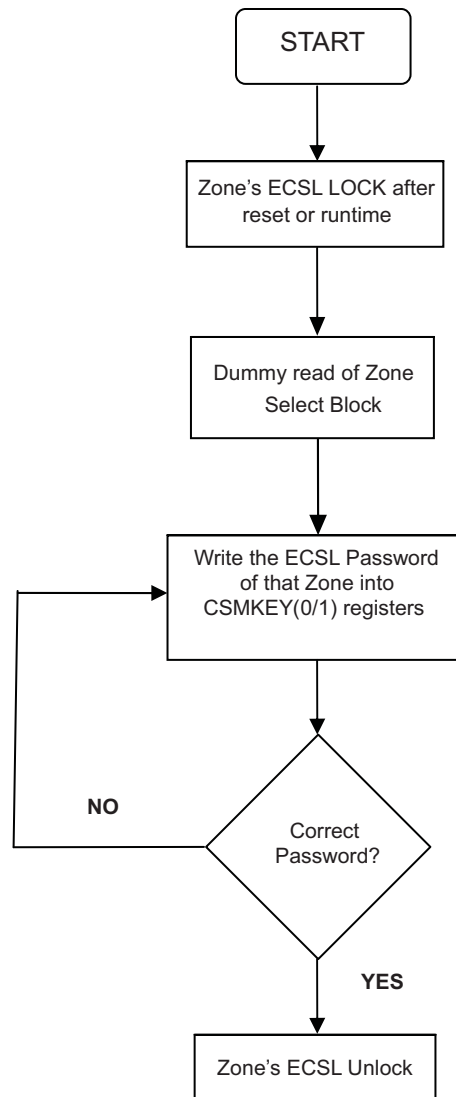 START
Zone's ECSL LOCK after
reset or runtime
Dummy read of Zone
Select Block
Write the ECSL Password
of that Zone into
CSMKEY(0/1) registers
NO
Correct
Password?
YES
Zone's ECSL Unlock